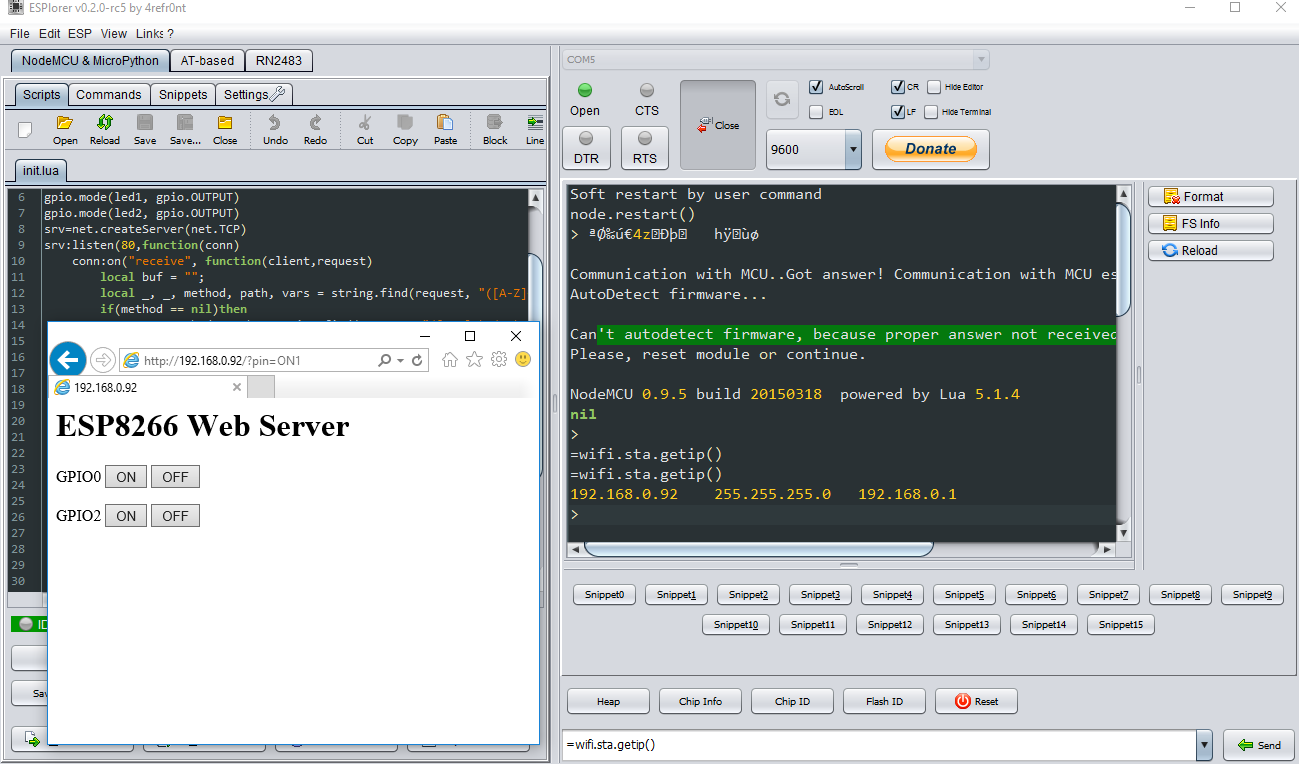 ESPlorer v0.2.0-rc5 by 4refr0nt
File Edit ESP View Links ?
NodeMCU & MicroPython AT-based RN2483
Scripts Commands Snippets Settings
Open Reload Save Save... Close Undo Redo Cut Copy Paste Block Line
init.lua
6 gpio.mode(led1, gpio.OUTPUT)
7 gpio.mode(led2, gpio.OUTPUT)
8 srv=net.createServer(net.TCP)
9 srv:listen(80,function(conn)
10 conn:on("receive", function(client,request)
11 local buf = "";
12 local _, _, method, path, vars = string.find(request, "([A-Z]
13 if(method == nil)then
14
15
16
17
18
19
20
21
22
23
24
25
26
27
28
29
30
http://192.168.0.92/?pin=ON1
192.168.0.92
ESP8266 Web Server
GPIO0 ON OFF
GPIO2 ON OFF
COM5
Open CTS
DTR RTS
Close
AutoScroll CR Hide Editor
EOL LF Hide Terminal
9600
Donate
Soft restart by user command
node.restart()
>
Communication with MCU..Got answer! Communication with MCU es
AutoDetect firmware...
Can't autodetect firmware, because proper answer not received
Please, reset module or continue.
NodeMCU 0.9.5 build 20150318 powered by Lua 5.1.4
nil
>
=wifi.sta.getip()
=wifi.sta.getip()
192.168.0.92 255.255.255.0 192.168.0.1
>
Format
FS Info
Reload
Snippet0 Snippet1 Snippet2 Snippet3 Snippet4 Snippet5 Snippet6 Snippet7 Snippet8 Snippet9
Snippet10 Snippet11 Snippet12 Snippet13 Snippet14 Snippet15
Heap Chip Info Chip ID Flash ID Reset
=wifi.sta.getip()
Send